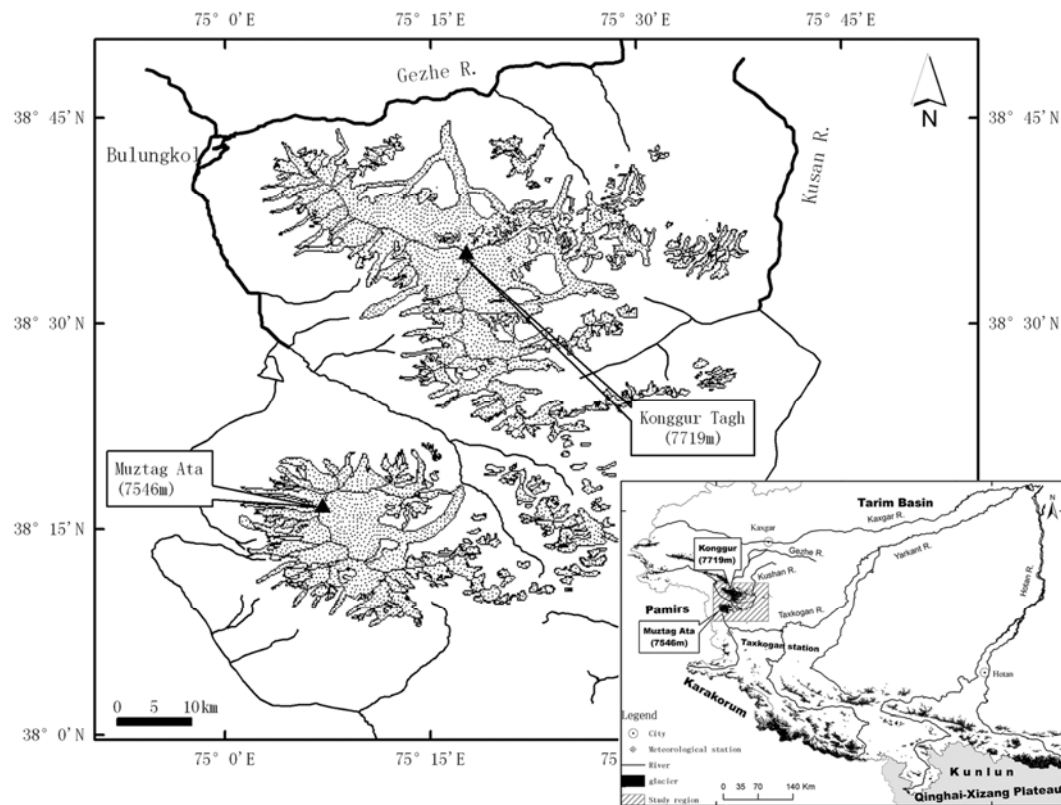 75° 0'E 75° 15'E 75° 30'E 75° 45'E
Gezhe R.
N
38° 45'N 38° 45'N
Bulungkol
Kusan R.
38° 30'N 38° 30'N
Konggur Tagh
(7719m)
Muztag Ata
(7546m)
38° 15'N
0 5 10km
38° 0'N
75° 0'E 75° 15'E 75°
Tarim Basin
N
Kaxgar
Kaxgar R.
Konggur
(7719m)
Gezhe R.
Yarkant R.
Kushan R.
Hotan R.
Pamirs
Taxkogan R.
Muztag Ata
(7546m)
Taxkogan station
Hotan
Karakorum
Legend
City
Meteorological station
River
glacier
Study region
0 35 70 140 Km
Kunlun
Qinghai-Xizang Plateau